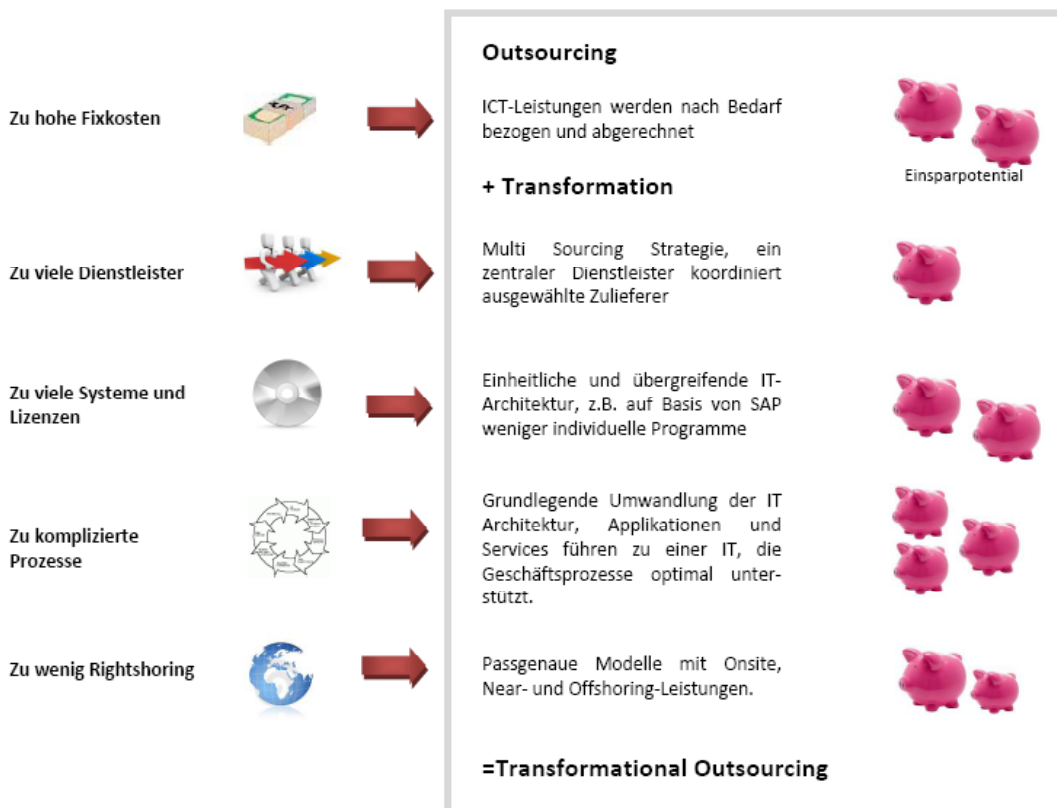 Outsourcing
Zu hohe Fixkosten
ICT-Leistungen werden nach Bedarf
bezogen und abgerechnet
Einsparpotential
+ Transformation
Zu viele Dienstleister
Multi Sourcing Strategie, ein
zentraler Dienstleister koordiniert
ausgewählte Zulieferer
Zu viele Systeme und
Lizenzen
Einheitliche und übergreifende IT-
Architektur, z.B. auf Basis von SAP
weniger individuelle Programme
Zu komplizierte
Prozesse
Grundlegende Umwandlung der IT
Architektur, Applikationen und
Services führen zu einer IT, die
Geschäftsprozesse optimal unter-
stützt.
Zu wenig Rightshoring
Passgenaue Modelle mit Onsite,
Near- und Offshoring-Leistungen.
=Transformational Outsourcing